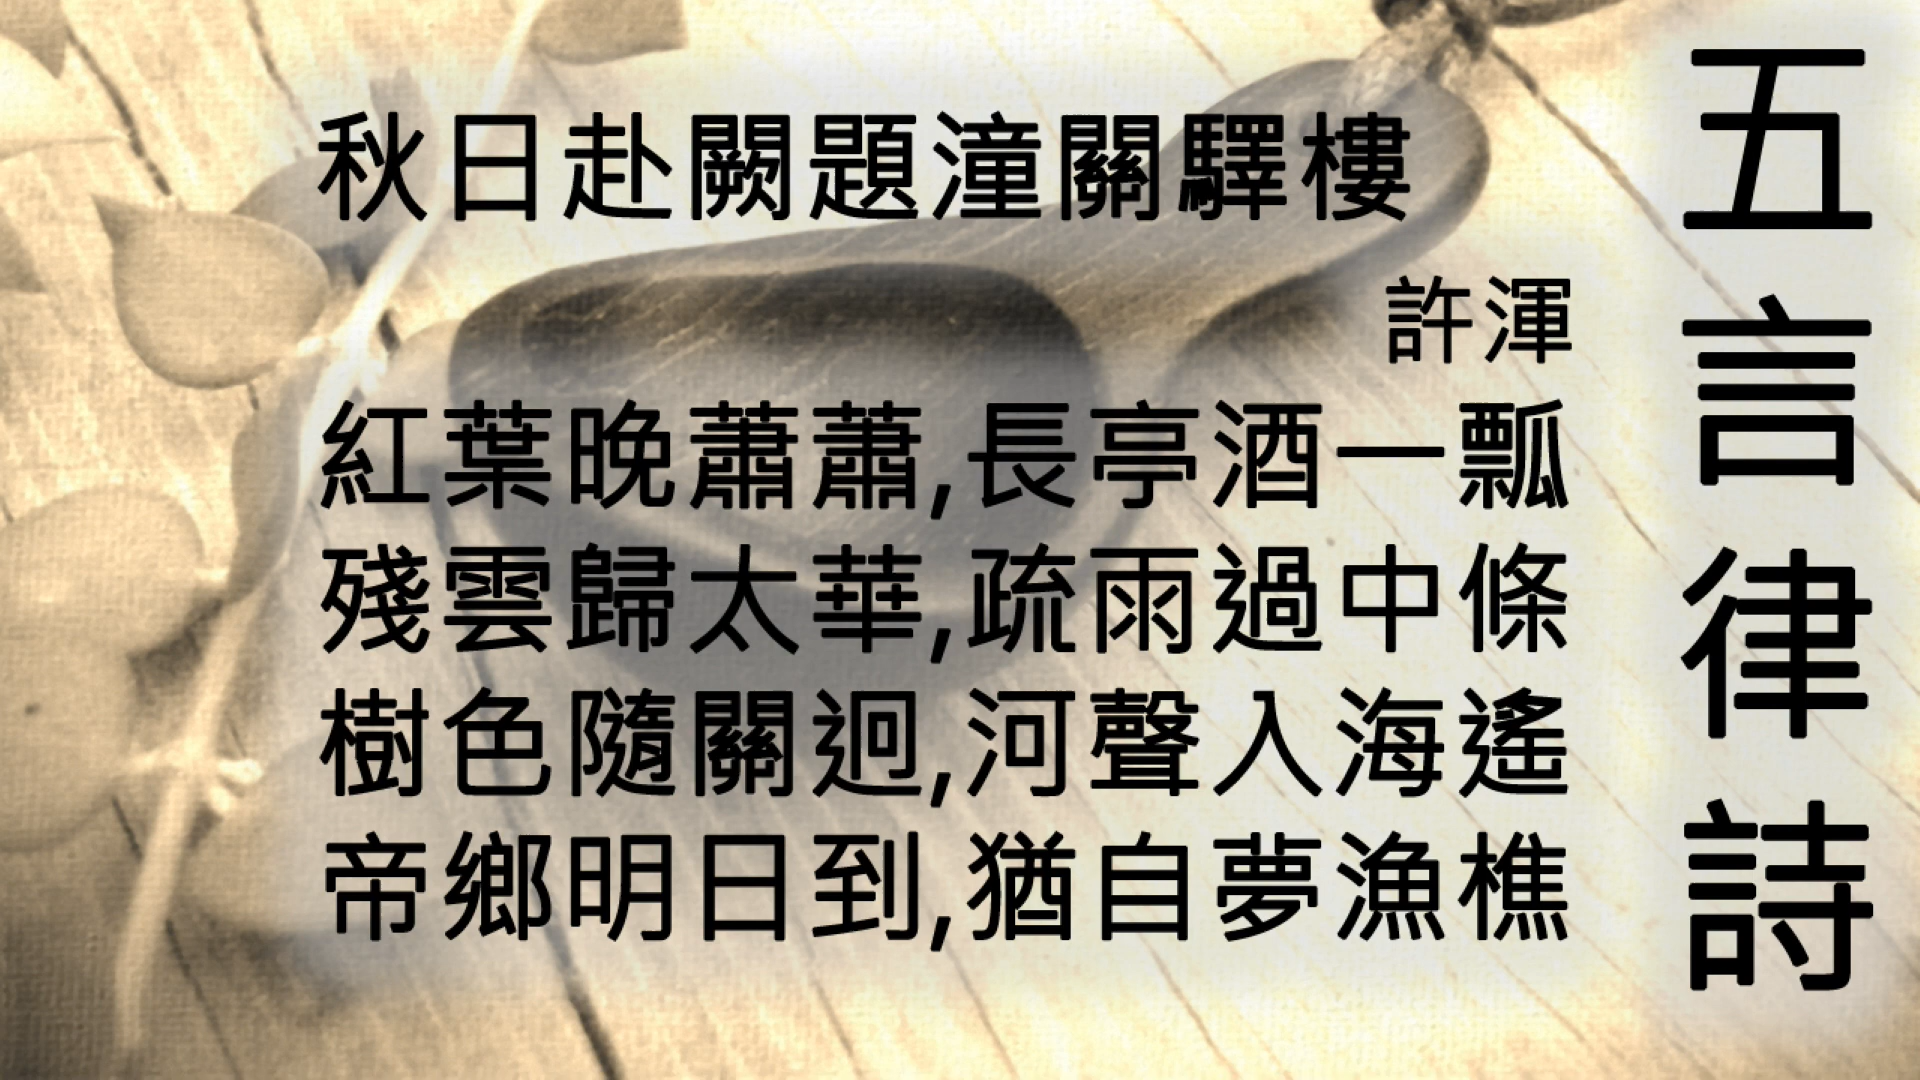 五言律詩
秋日赴闕題潼關驛樓
許渾
紅葉晚蕭蕭,長亭酒一瓢
殘雲歸太華,疏雨過中條
樹色隨關迥,河聲入海遙
帝鄉明日到,猶自夢漁樵